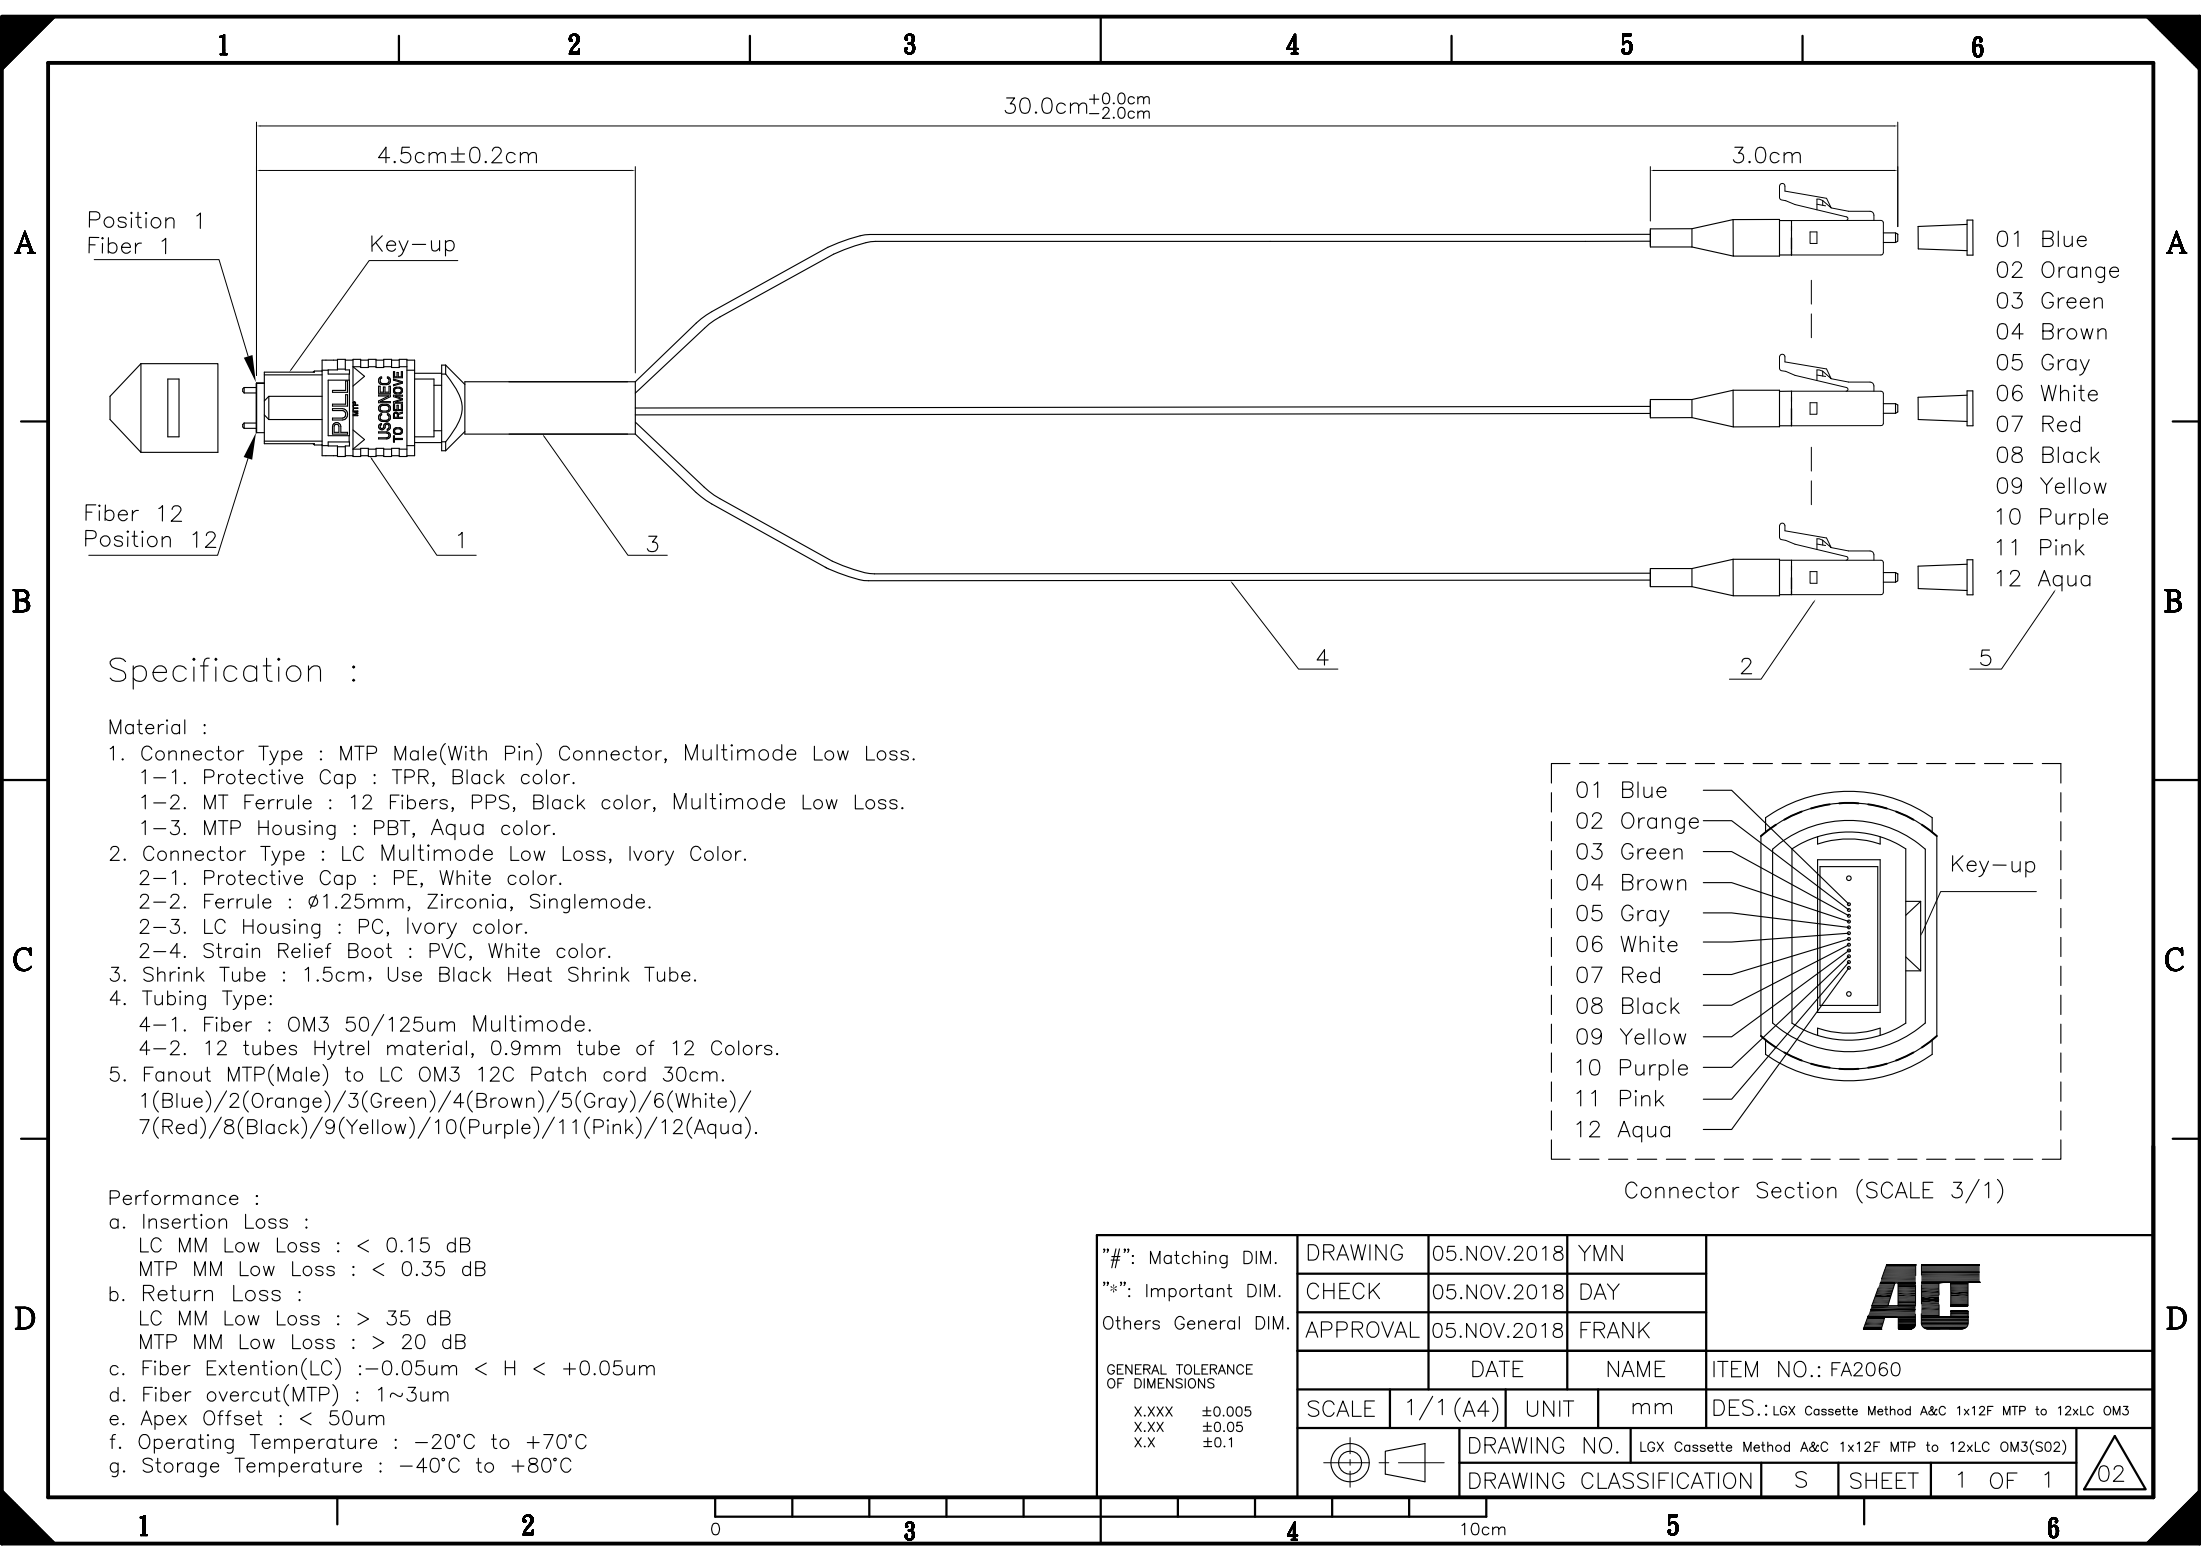 1 2 3 4 5 6
A
B
C
D
A
B
C
D
30.0cm +0.0cm −2.0cm
4.5cm±0.2cm
3.0cm
Position 1
Fiber 1
Key−up
PULL
MTP
USCONEC
TO REMOVE
Fiber 12
Position 12
1
3
4
2
5
01 Blue
02 Orange
03 Green
04 Brown
05 Gray
06 White
07 Red
08 Black
09 Yellow
10 Purple
11 Pink
12 Aqua
Specification :
Material :
1. Connector Type : MTP Male(With Pin) Connector, Multimode Low Loss.
1−1. Protective Cap : TPR, Black color.
1−2. MT Ferrule : 12 Fibers, PPS, Black color, Multimode Low Loss.
1−3. MTP Housing : PBT, Aqua color.
2. Connector Type : LC Multimode Low Loss, Ivory Color.
2−1. Protective Cap : PE, White color.
2−2. Ferrule : ø1.25mm, Zirconia, Singlemode.
2−3. LC Housing : PC, Ivory color.
2−4. Strain Relief Boot : PVC, White color.
3. Shrink Tube : 1.5cm, Use Black Heat Shrink Tube.
4. Tubing Type:
4−1. Fiber : OM3 50/125um Multimode.
4−2. 12 tubes Hytrel material, 0.9mm tube of 12 Colors.
5. Fanout MTP(Male) to LC OM3 12C Patch cord 30cm.
1(Blue)/2(Orange)/3(Green)/4(Brown)/5(Gray)/6(White)/
7(Red)/8(Black)/9(Yellow)/10(Purple)/11(Pink)/12(Aqua).
Performance :
a. Insertion Loss :
LC MM Low Loss : < 0.15 dB
MTP MM Low Loss : < 0.35 dB
b. Return Loss :
LC MM Low Loss : > 35 dB
MTP MM Low Loss : > 20 dB
c. Fiber Extention(LC) :−0.05um < H < +0.05um
d. Fiber overcut(MTP) : 1~3um
e. Apex Offset : < 50um
f. Operating Temperature : −20°C to +70°C
g. Storage Temperature : −40°C to +80°C
01 Blue
02 Orange
03 Green
04 Brown
05 Gray
06 White
07 Red
08 Black
09 Yellow
10 Purple
11 Pink
12 Aqua
Key−up
Connector Section (SCALE 3/1)
"#": Matching DIM.
"*": Important DIM.
Others General DIM.
GENERAL TOLERANCE
OF DIMENSIONS
X.XXX ±0.005
X.XX ±0.05
X.X ±0.1
DRAWING 05.NOV.2018 YMN
CHECK 05.NOV.2018 DAY
APPROVAL 05.NOV.2018 FRANK
DATE NAME
SCALE 1/1(A4) UNIT mm
ACT
ITEM NO.: FA2060
DES.: LGX Cassette Method A&C 1x12F MTP to 12xLC OM3
DRAWING NO. LGX Cassette Method A&C 1x12F MTP to 12xLC OM3(S02)
DRAWING CLASSIFICATION S SHEET 1 OF 1
02
1 2 3 4 5 6
0 10cm